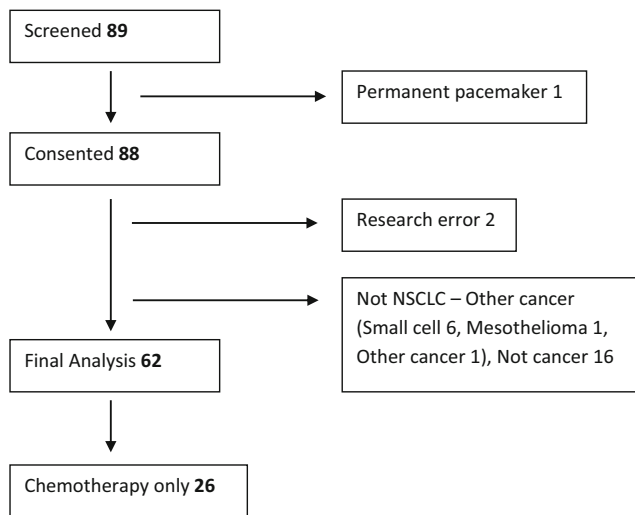 Screened 89
Permanent pacemaker 1
Consented 88
Research error 2
Not NSCLC – Other cancer
(Small cell 6, Mesothelioma 1,
Other cancer 1), Not cancer 16
Final Analysis 62
Chemotherapy only 26